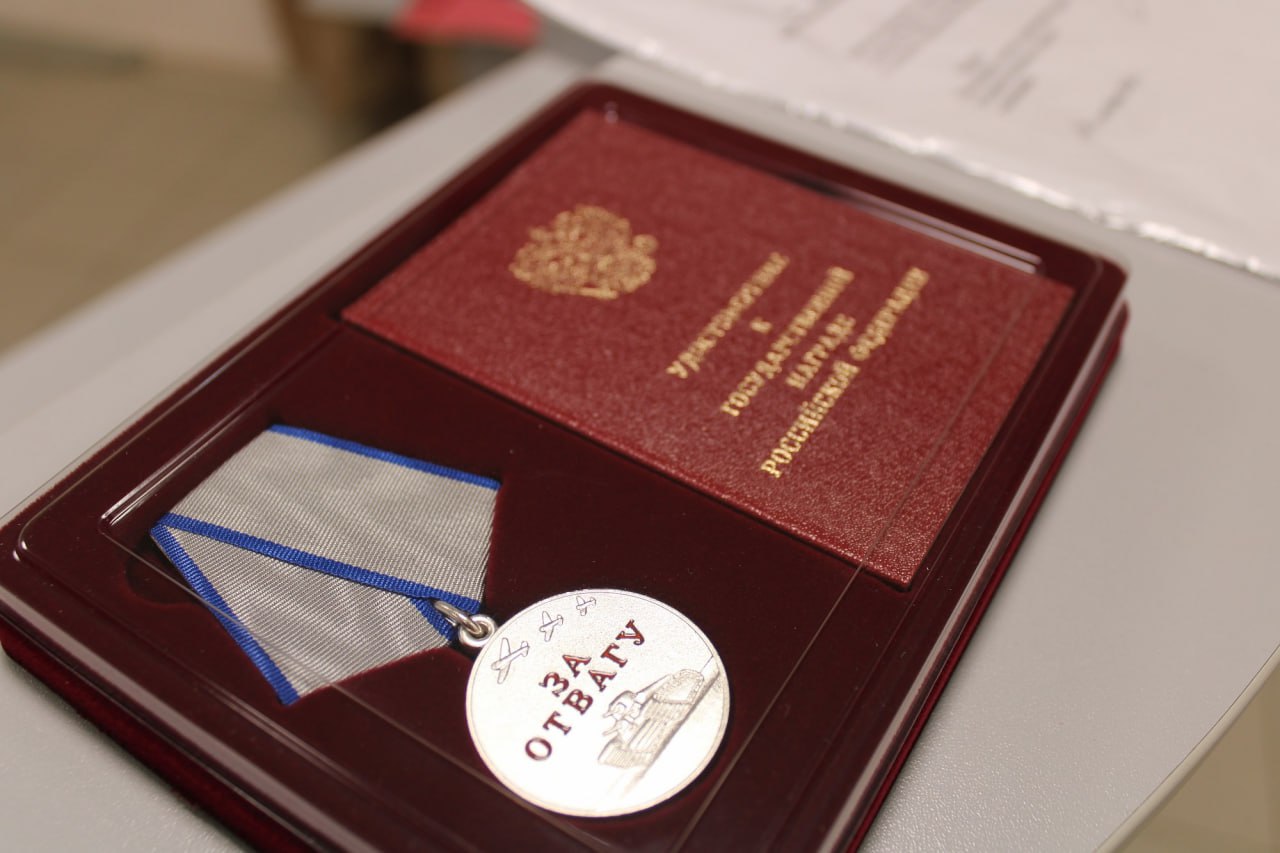 УДОСТОВЕРЕНИЕ
К
ГОСУДАРСТВЕННОЙ
НАГРАДЕ
РОССИЙСКОЙ ФЕДЕРАЦИИ
ЗА
ОТВАГУ